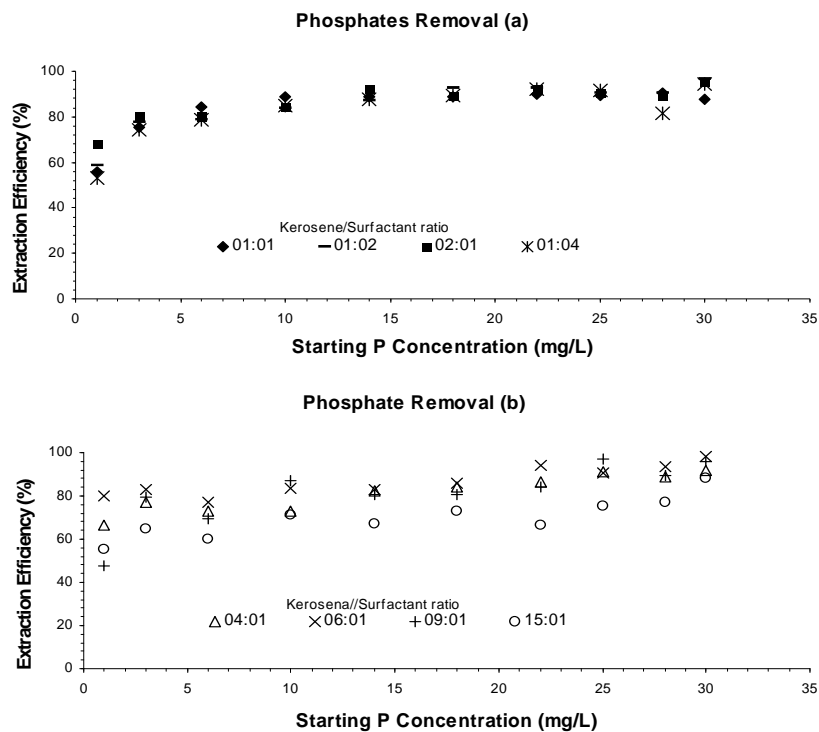 Phosphates Removal (a)
100
80
60
40
20
0
Extraction Efficiency (%)
Kerosene/Surfactant ratio
01:01 01:02 02:01 01:04
0 5 10 15 20 25 30 35
Starting P Concentration (mg/L)
Phosphate Removal (b)
100
80
60
40
20
0
Extraction Efficiency (%)
Kerosena//Surfactant ratio
04:01 06:01 09:01 15:01
0 5 10 15 20 25 30 35
Starting P Concentration (mg/L)